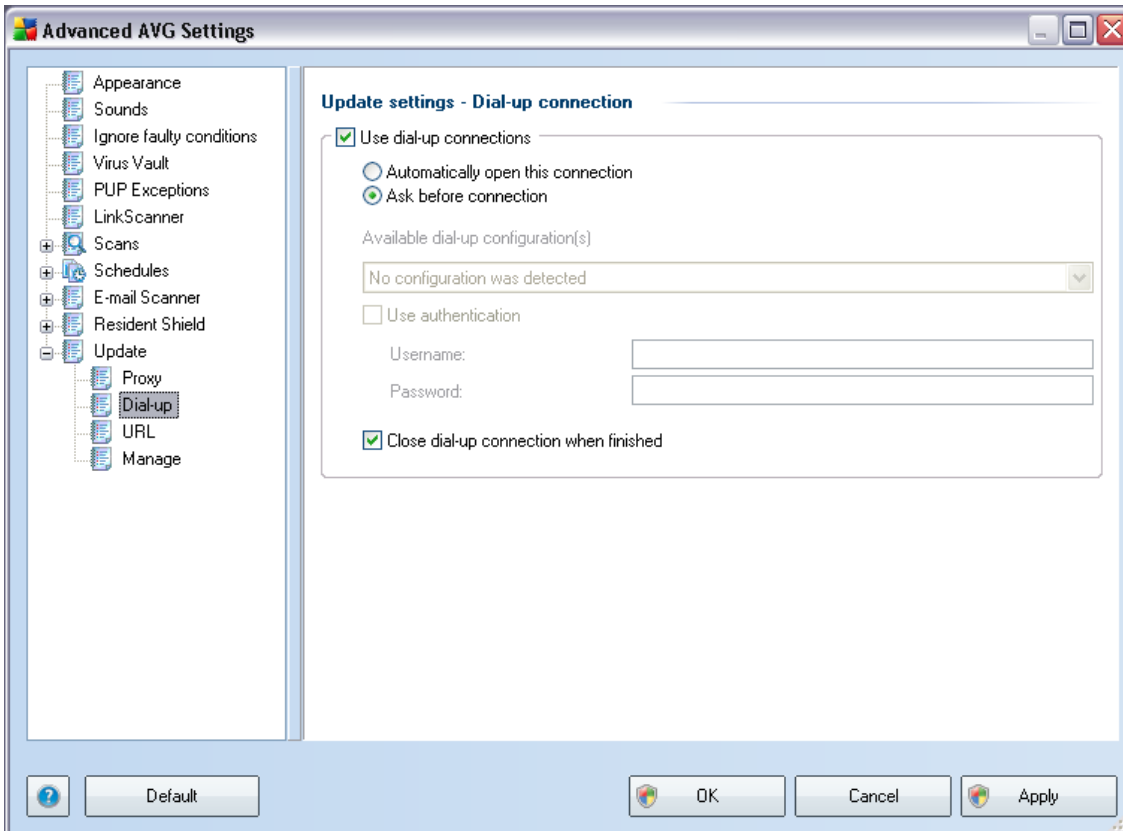 Advanced AVG Settings
Appearance
Sounds
Ignore faulty conditions
Virus Vault
PUP Exceptions
LinkScanner
Scans
Schedules
E-mail Scanner
Resident Shield
Update
Proxy
Dial-up
URL
Manage
Update settings - Dial-up connection
Use dial-up connections
Automatically open this connection
Ask before connection
Available dial-up configuration(s)
No configuration was detected
Use authentication
Username:
Password:
Close dial-up connection when finished
Default
OK
Cancel
Apply